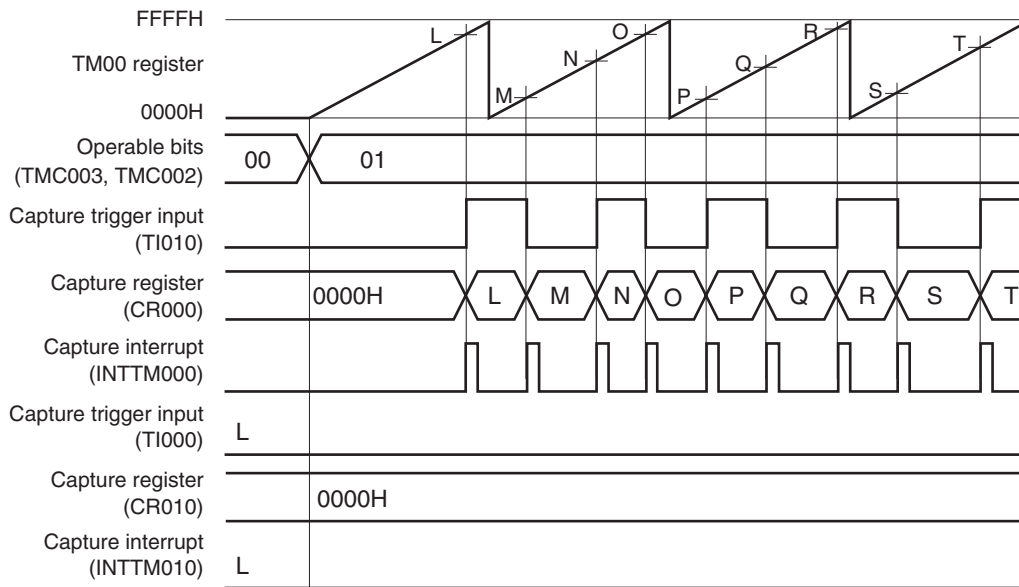 FFFFH
TM00 register
0000H
L
M
N
O
P
Q
R
S
T
Operable bits
(TMC003, TMC002)
00
01
Capture trigger input
(TI010)
Capture register
(CR000)
0000H
L
M
N
O
P
Q
R
S
T
Capture interrupt
(INTTM000)
Capture trigger input
(TI000)
L
Capture register
(CR010)
0000H
Capture interrupt
(INTTM010)
L